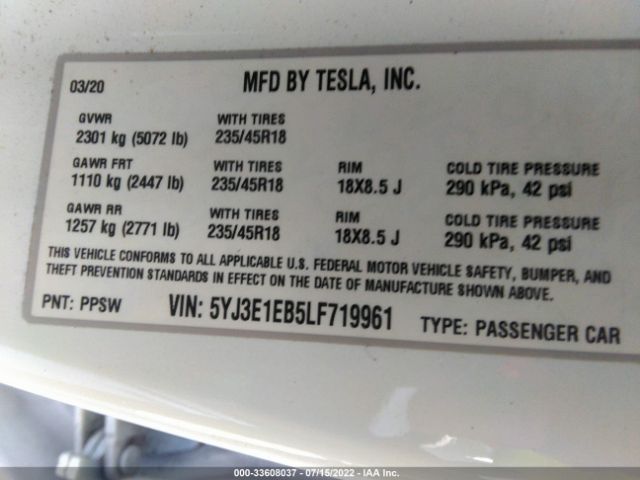 03/20 MFD BY TESLA, INC.
GVWR WITH TIRES
2301 kg (5072 lb) 235/45R18
GAWR FRT WITH TIRES RIM COLD TIRE PRESSURE
1110 kg (2447 lb) 235/45R18 18X8.5 J 290 kPa, 42 psi
GAWR RR WITH TIRES RIM COLD TIRE PRESSURE
1257 kg (2771 lb) 235/45R18 18X8.5 J 290 kPa, 42 psi
THIS VEHICLE CONFORMS TO ALL APPLICABLE U.S. FEDERAL MOTOR VEHICLE SAFETY, BUMPER, AND
THEFT PREVENTION STANDARDS IN EFFECT ON THE DATE OF MANUFACTURE SHOWN ABOVE.
PNT: PPSW VIN: 5YJ3E1EB5LF719961 TYPE: PASSENGER CAR
000-33608037 - 07/15/2022 - IAA Inc.